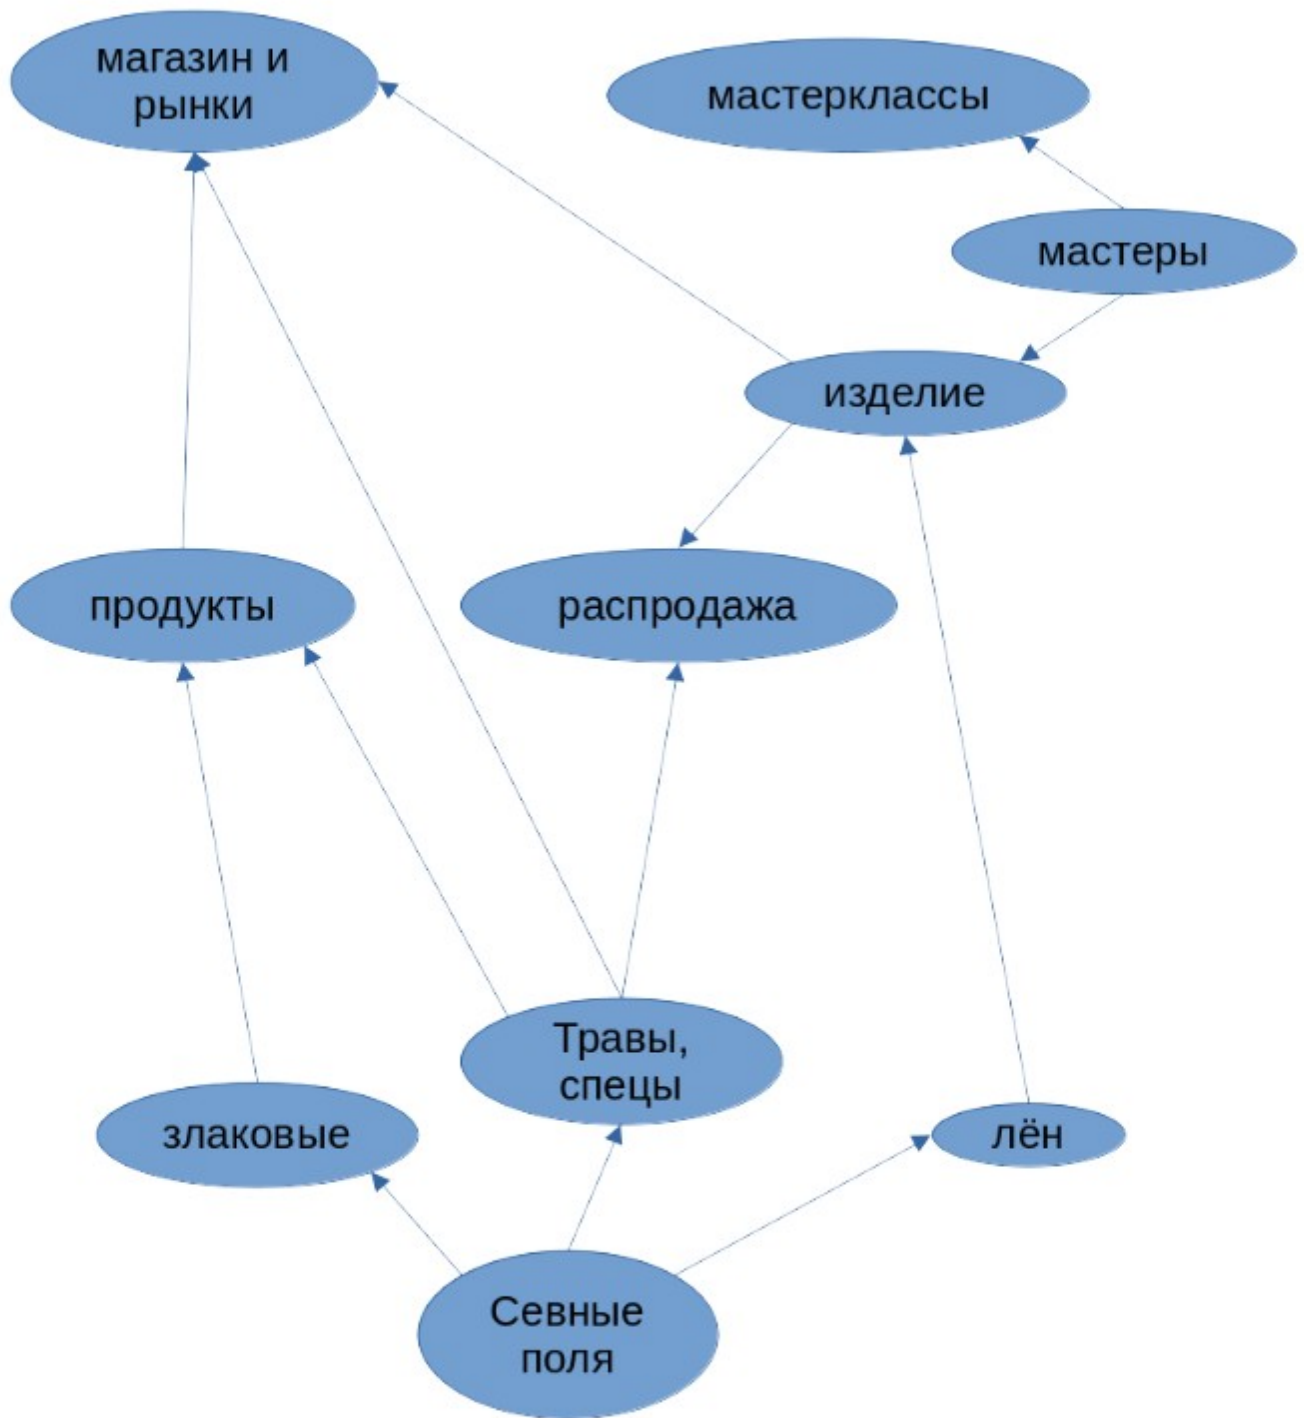 магазин и
рынки
мастерклассы
мастеры
изделие
продукты
распродажа
Травы,
спецы
злаковые
лён
Севные
поля